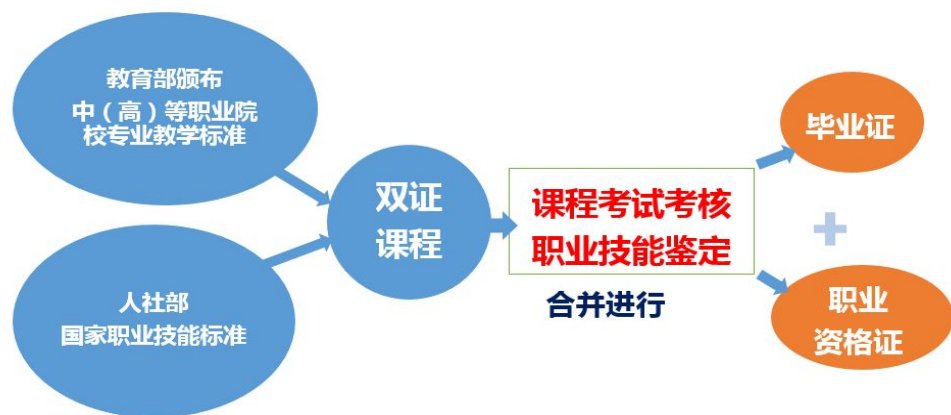 教育部颁布
中（高）等职业院
校专业教学标准
人社部
国家职业技能标准
双证
课程
课程考试考核
职业技能鉴定
合并进行
毕业证
+
职业
资格证